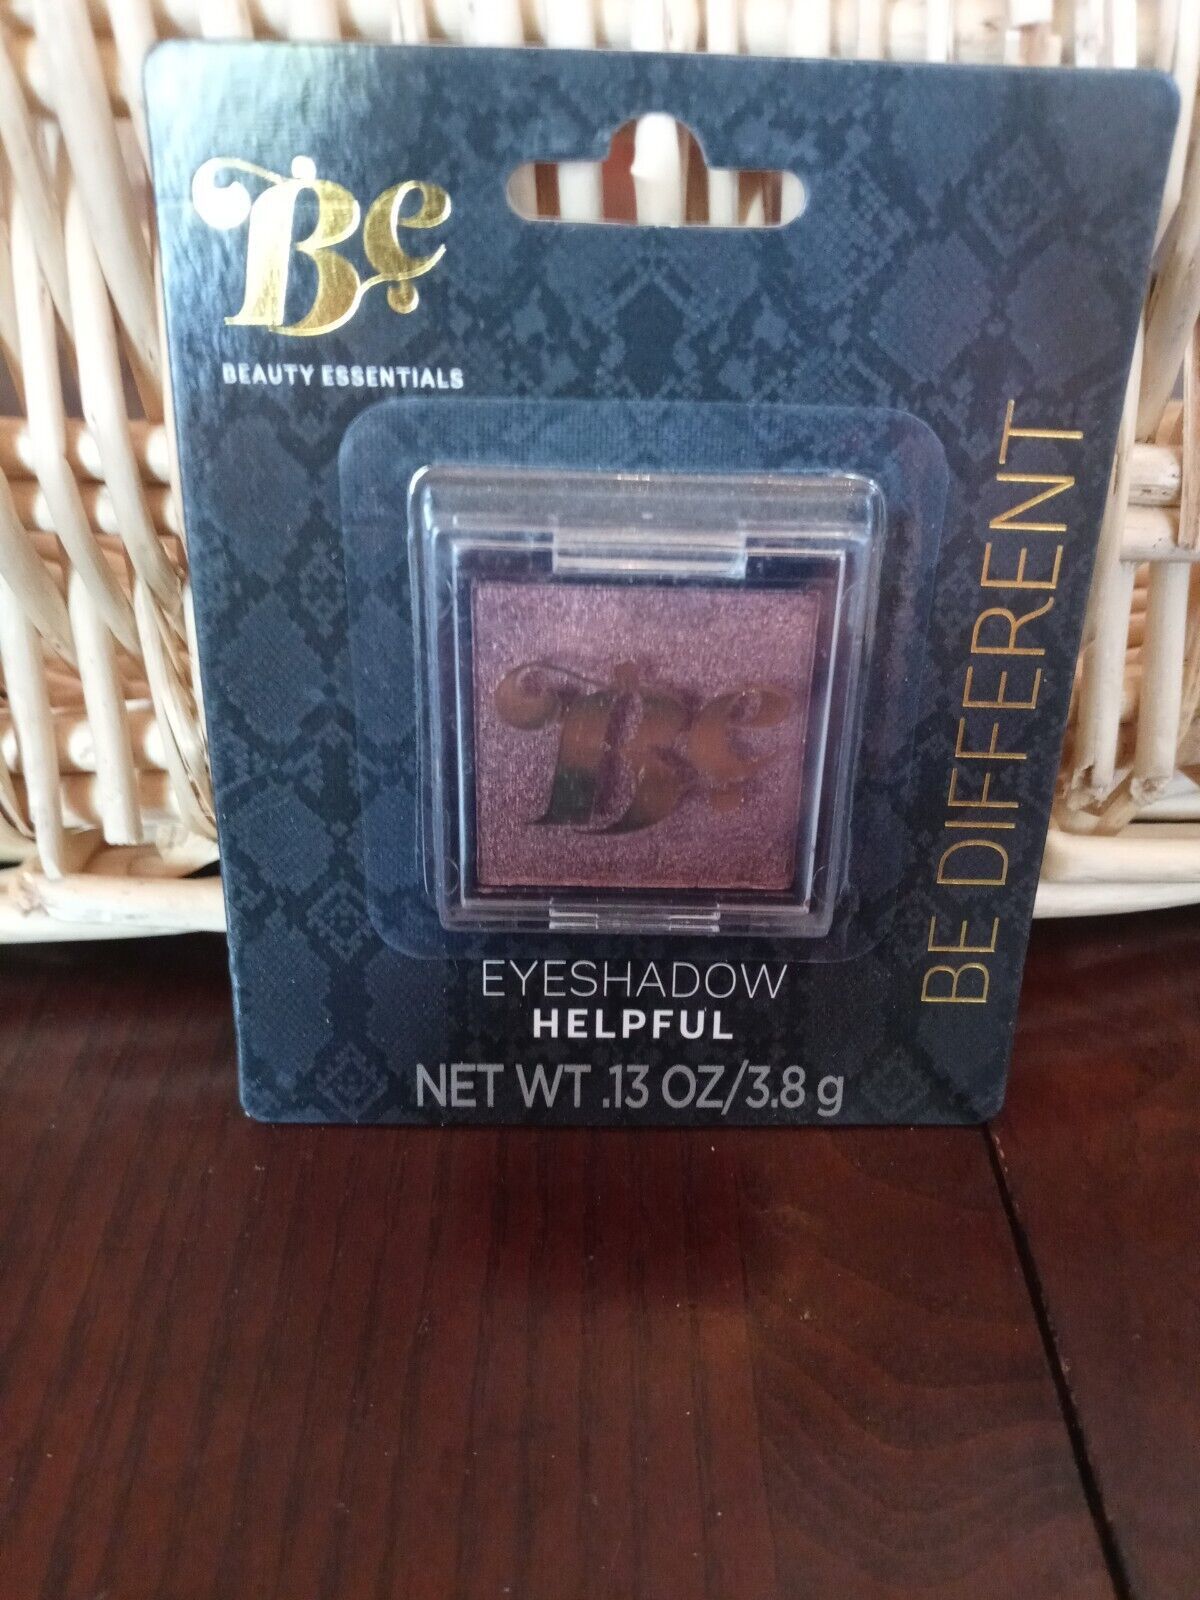 Be
BEAUTY ESSENTIALS
BE DIFFERENT
Be
EYESHADOW
HELPFUL
NET WT .13 OZ/3.8 g